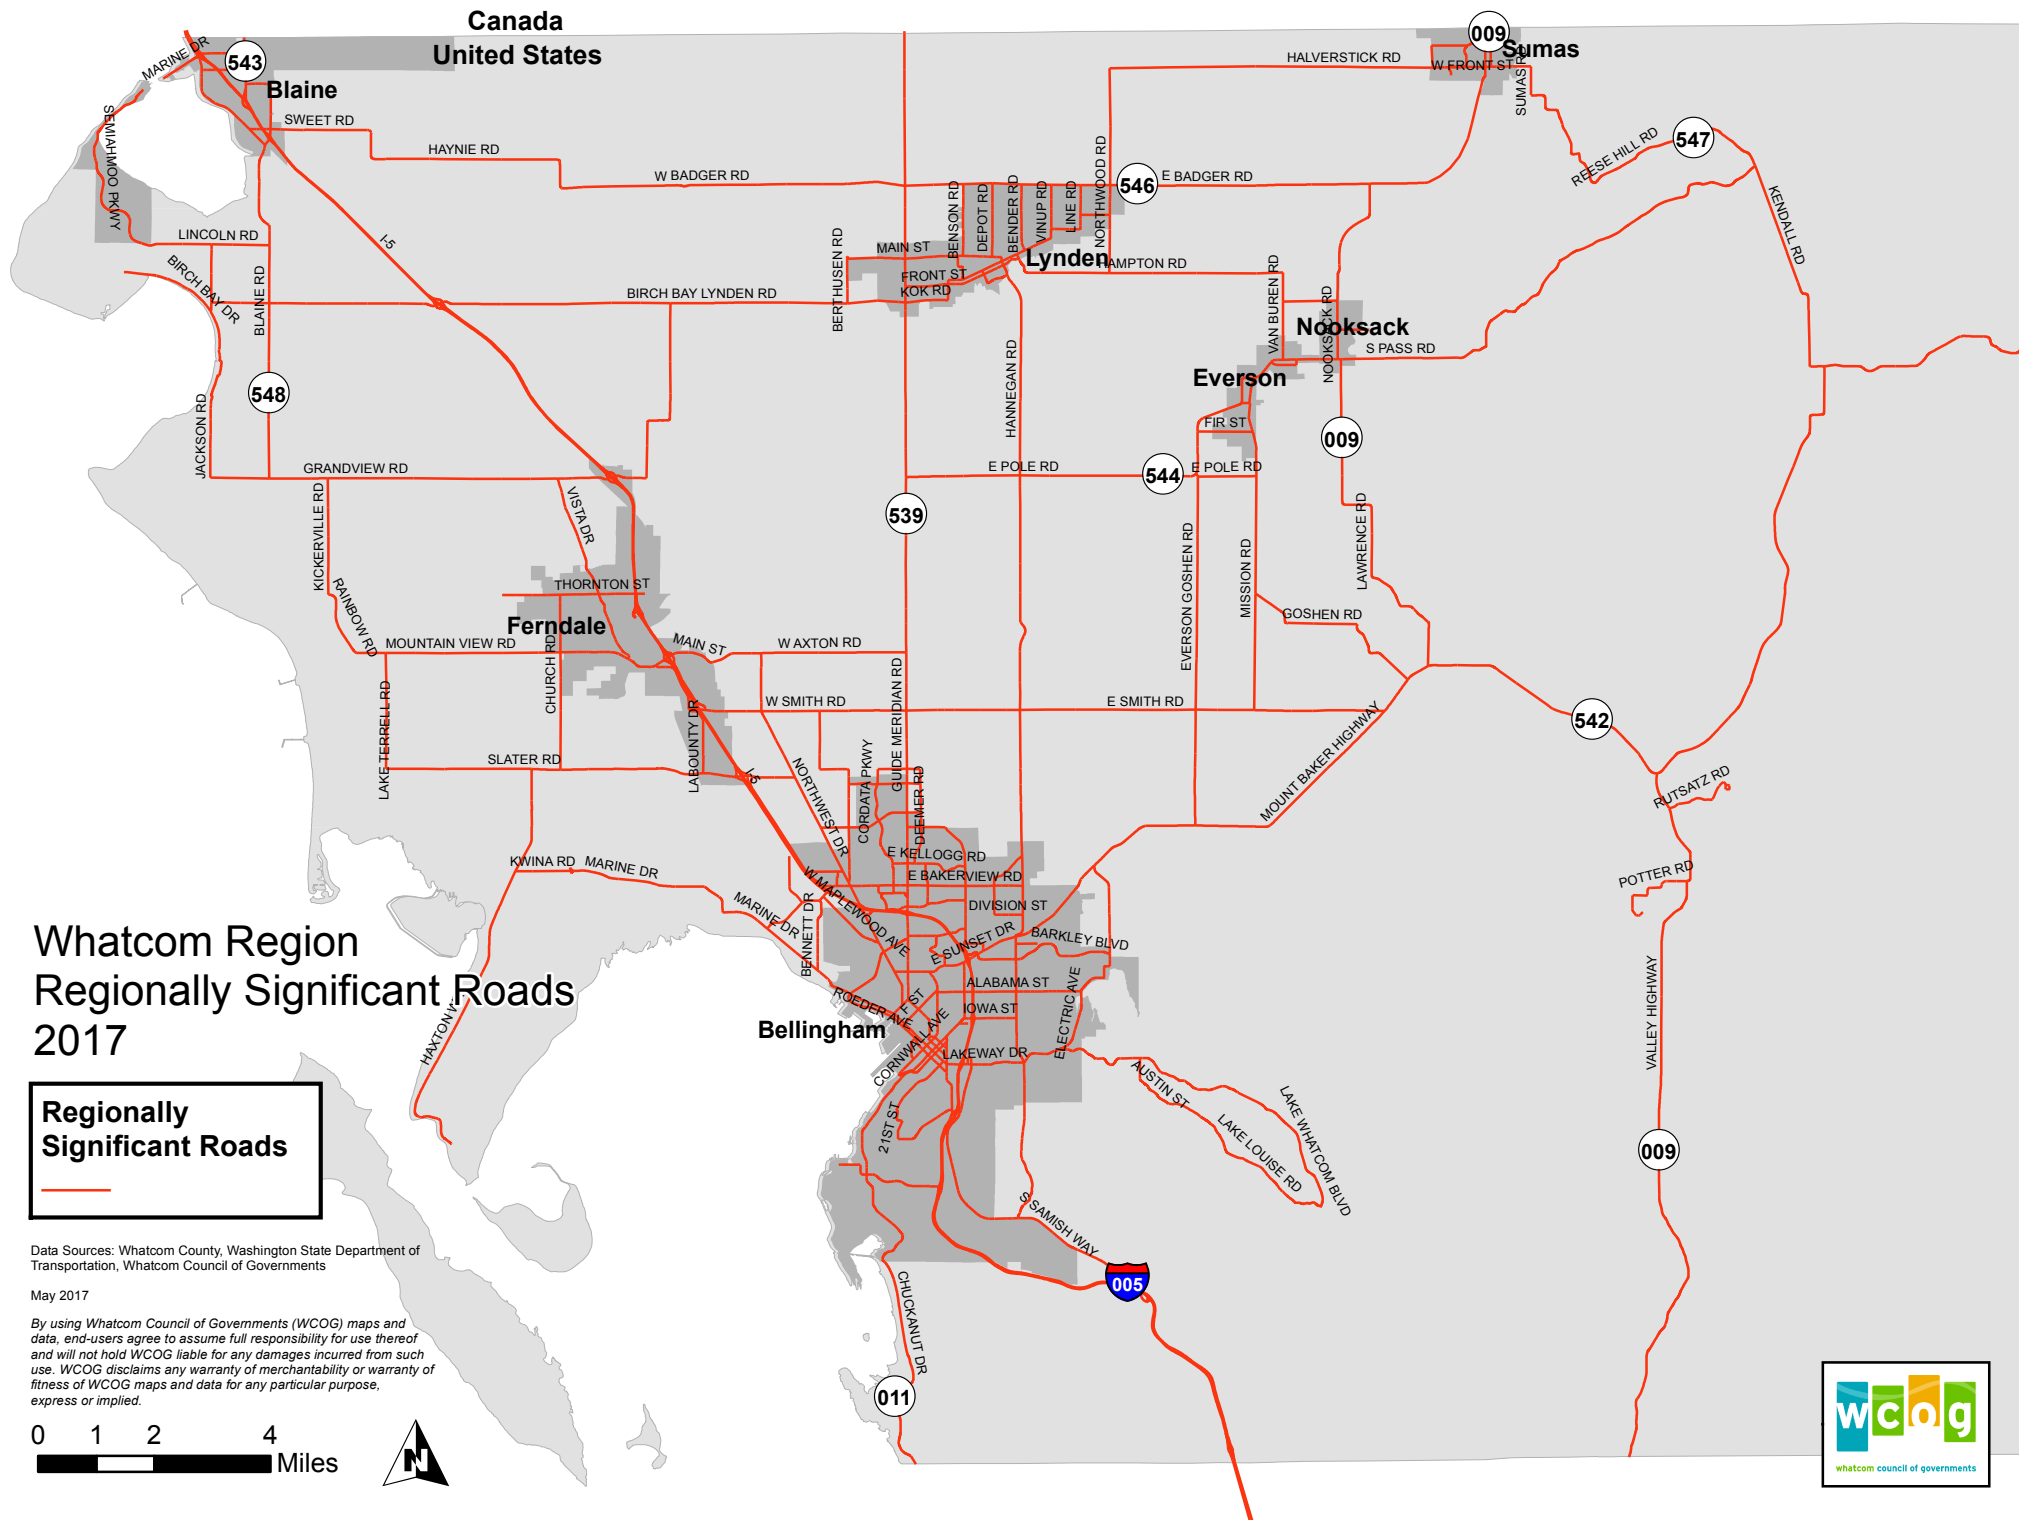 Canada
United States
009
Sumas
543
MARINE DR
Blaine
HALVERSTICK RD
W FRONT ST
SUMAS RD
SEMIAHMOO PKWY
SWEET RD
HAYNIE RD
W BADGER RD
NORTHWOOD RD
546
E BADGER RD
REESE HILL RD
547
KENDALL RD
BENSON RD
DEPOT RD
BENDER RD
VINUP RD
LINE RD
LINCOLN RD
I-5
BERTHUSEN RD
MAIN ST
Lynden
HAMPTON RD
BIRCH BAY DR
BLAINE RD
BIRCH BAY LYNDEN RD
FRONT ST
KOK RD
VAN BUREN RD
NOOKSACK RD
Nooksack
S PASS RD
Everson
548
HANNEGAN RD
JACKSON RD
FIR ST
009
GRANDVIEW RD
E POLE RD
544
E POLE RD
KICKERVILLE RD
VISTA DR
539
EVERSON GOSHEN RD
MISSION RD
LAWRENCE RD
THORNTON ST
RAINBOW RD
Ferndale
GOSHEN RD
MOUNTAIN VIEW RD
CHURCH RD
MAIN ST
W AXTON RD
GUIDE MERIDIAN RD
LAKE TERRELL RD
LABOUNTY DR
W SMITH RD
E SMITH RD
542
MOUNT BAKER HIGHWAY
SLATER RD
I-5
NORTHWEST DR
CORDATA PKWY
DEEMER RD
RUTSATZ RD
KWINA RD
MARINE DR
E KELLOGG RD
E BAKERVIEW RD
POTTER RD
MARINE DR
BENNETT DR
W MAPLEWOOD AVE
DIVISION ST
E SUNSET DR
BARKLEY BLVD
Whatcom Region
Regionally Significant Roads
2017
HAXTON W
ROEDER AVE
F ST
ALABAMA ST
IOWA ST
ELECTRIC AVE
VALLEY HIGHWAY
Bellingham
CORNWALL AVE
LAKEWAY DR
AUSTIN ST
LAKE WHATCOM BLVD
LAKE LOUISE RD
21ST ST
009
Regionally
Significant Roads
S SAMISH WAY
005
CHUCKANUT DR
011
Data Sources: Whatcom County, Washington State Department of
Transportation, Whatcom Council of Governments
May 2017
By using Whatcom Council of Governments (WCOG) maps and
data, end-users agree to assume full responsibility for use thereof
and will not hold WCOG liable for any damages incurred from such
use. WCOG disclaims any warranty of merchantability or warranty of
fitness of WCOG maps and data for any particular purpose,
express or implied.
0 1 2 4
Miles
N
wcog
whatcom council of governments